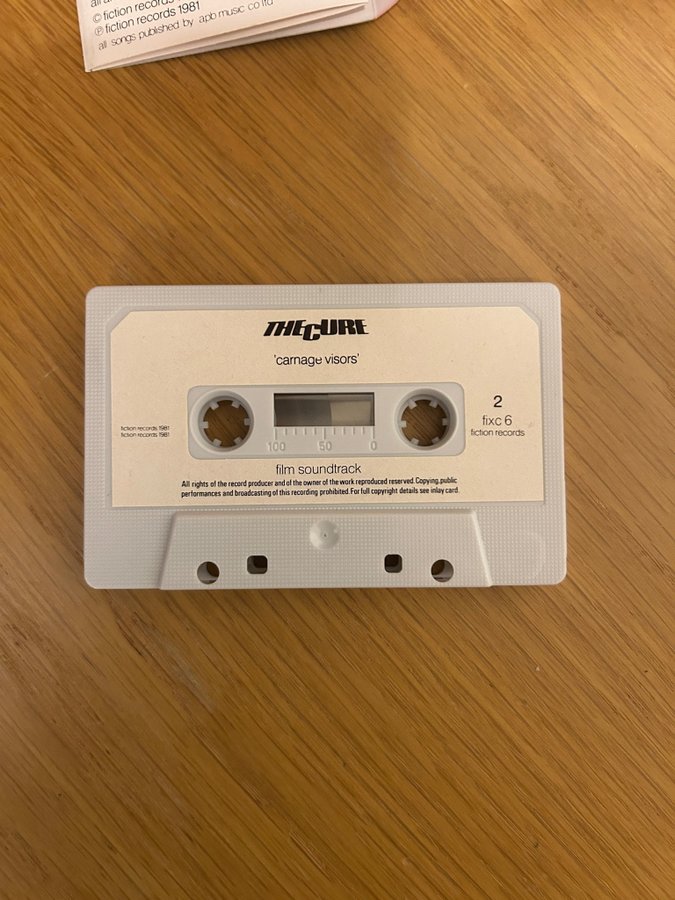 © fiction records
℗ fiction records 1981
all songs published by apb music co ltd
THE CURE
'carnage visors'
fiction records 1981
fiction records 1981
100 50 0
2
fixc 6
fiction records
film soundtrack
All rights of the record producer and of the owner of the work reproduced reserved. Copying, public
performances and broadcasting of this recording prohibited. For full copyright details see inlay card.